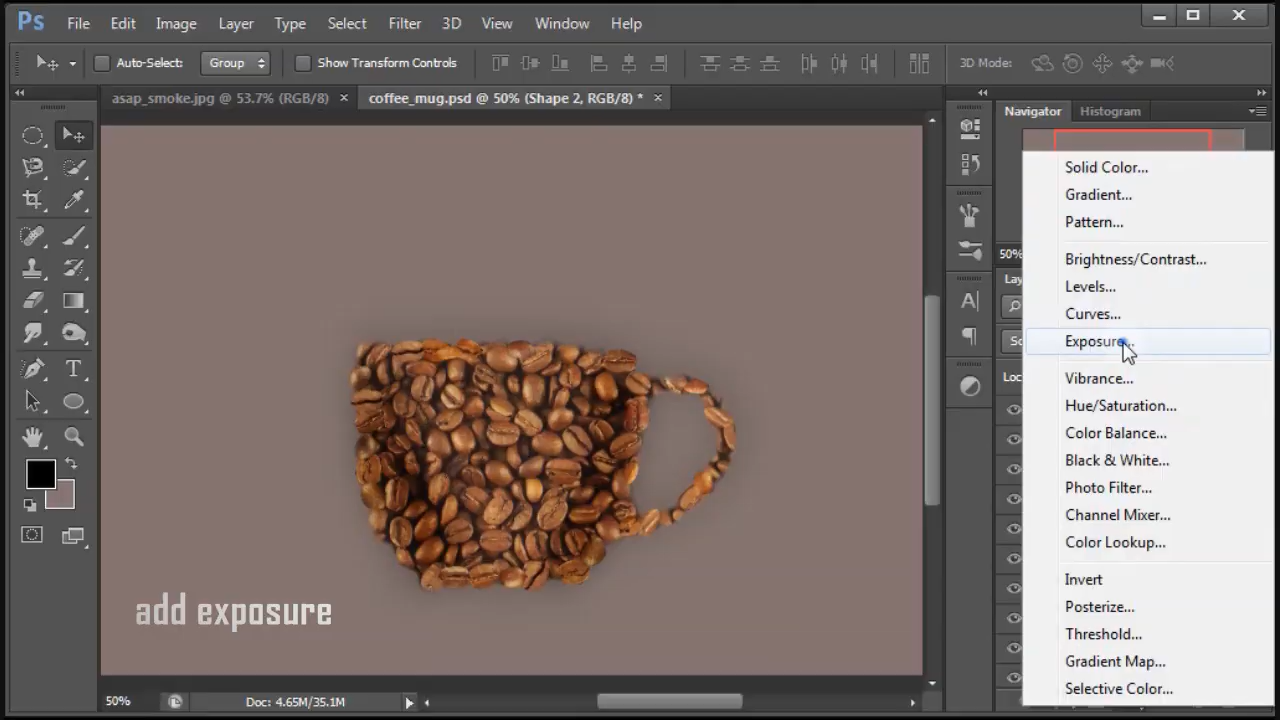 Ps File Edit Image Layer Type Select Filter 3D View Window Help
Auto-Select: Group Show Transform Controls 3D Mode:
asap_smoke.jpg @ 53.7% (RGB/8) × coffee_mug.psd @ 50% (Shape 2, RGB/8) * ×
Navigator Histogram
Solid Color...
Gradient...
Pattern...
50%
Brightness/Contrast...
Levels...
Curves...
Exposure...
Vibrance...
Hue/Saturation...
Color Balance...
Black & White...
Photo Filter...
Channel Mixer...
Color Lookup...
Invert
Posterize...
Threshold...
Gradient Map...
Selective Color...
add exposure
50% Doc: 4.65M/35.1M